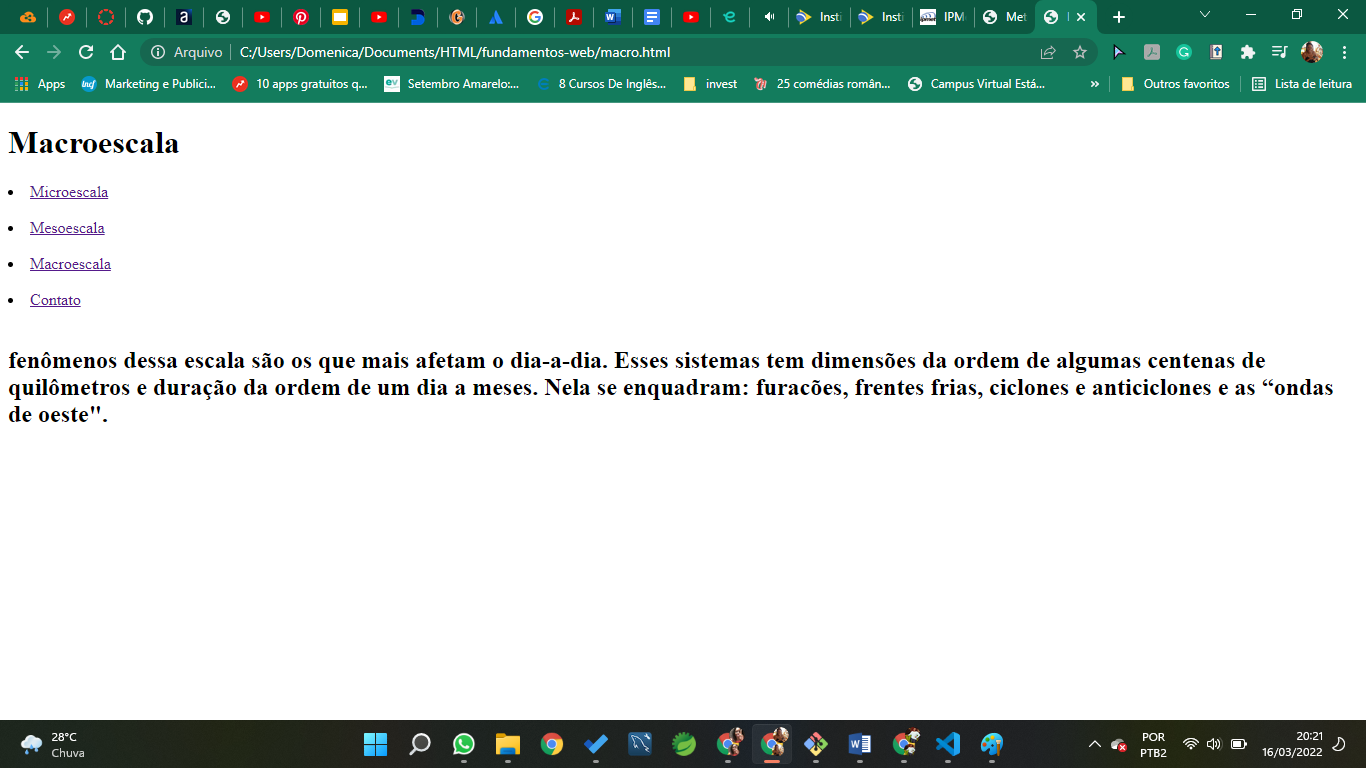 Insti
Insti
IPM
Met
Arquivo
C:/Users/Domenica/Documents/HTML/fundamentos-web/macro.html
Apps
Marketing e Publici...
10 apps gratuitos q...
Setembro Amarelo:...
8 Cursos De Inglês...
invest
25 comédias român...
Campus Virtual Está...
»
Outros favoritos
Lista de leitura
Macroescala
• Microescala
• Mesoescala
• Macroescala
• Contato
fenômenos dessa escala são os que mais afetam o dia-a-dia. Esses sistemas tem dimensões da ordem de algumas centenas de
quilômetros e duração da ordem de um dia a meses. Nela se enquadram: furacões, frentes frias, ciclones e anticiclones e as “ondas
de oeste".
28°C
Chuva
POR
PTB2
20:21
16/03/2022